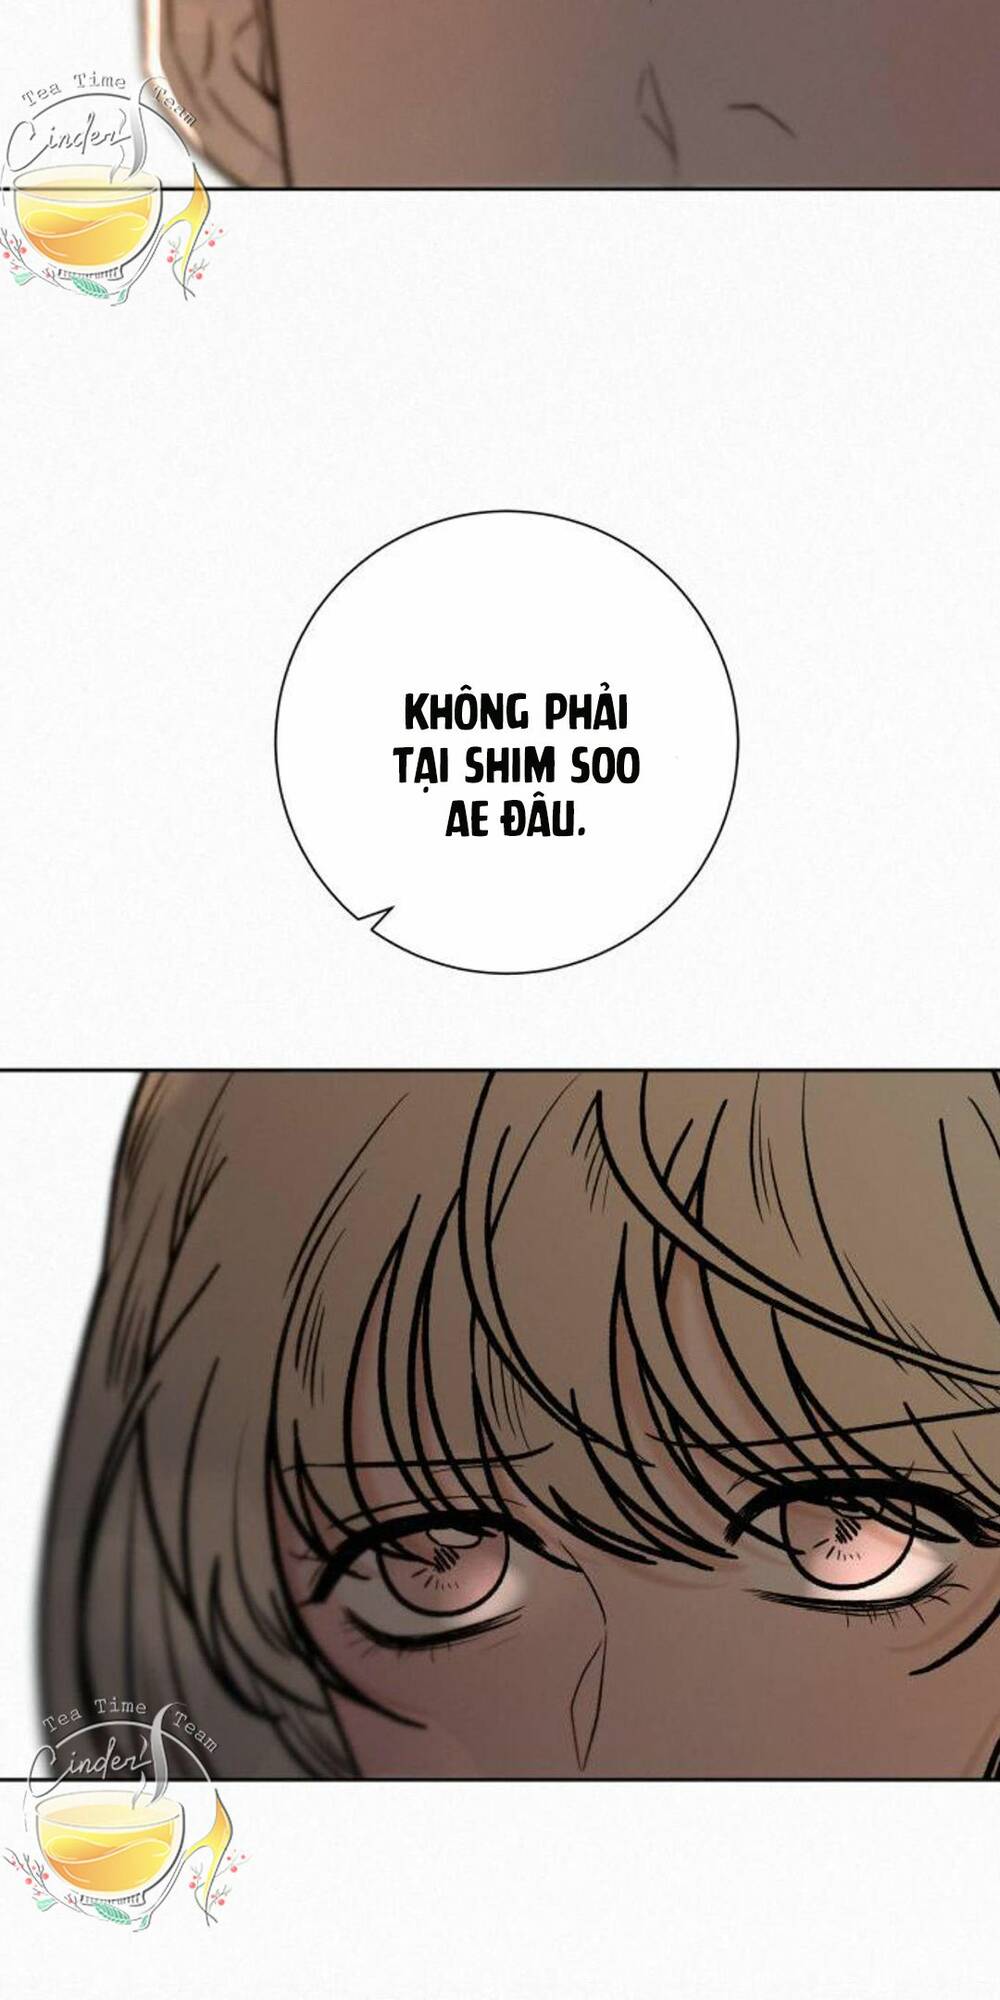 Tea Time Team
Cinder
KHÔNG PHẢI
TẠI SHIM SOO
AE ĐÂU.
Tea Time Team
Cinder